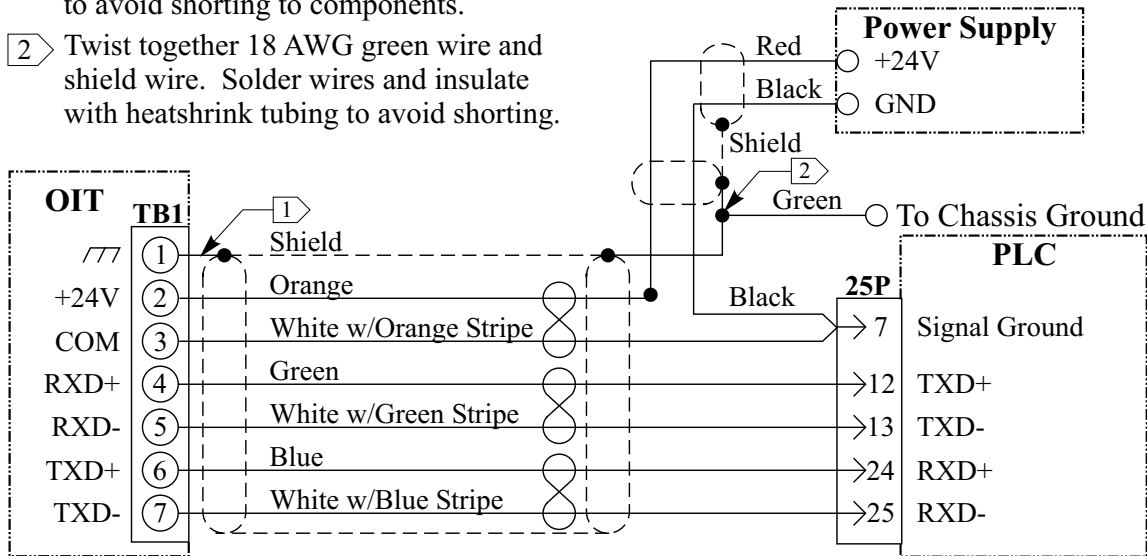 to avoid shorting to components.
2 Twist together 18 AWG green wire and
shield wire. Solder wires and insulate
with heatshrink tubing to avoid shorting.
Power Supply
Red
+24V
Black
GND
Shield
2
Green
To Chassis Ground
OIT
TB1
1
Shield
1
PLC
25P
+24V
2
Orange
Black
COM
3
White w/Orange Stripe
7
Signal Ground
RXD+
4
Green
12
TXD+
RXD-
5
White w/Green Stripe
13
TXD-
TXD+
6
Blue
24
RXD+
TXD-
7
White w/Blue Stripe
25
RXD-